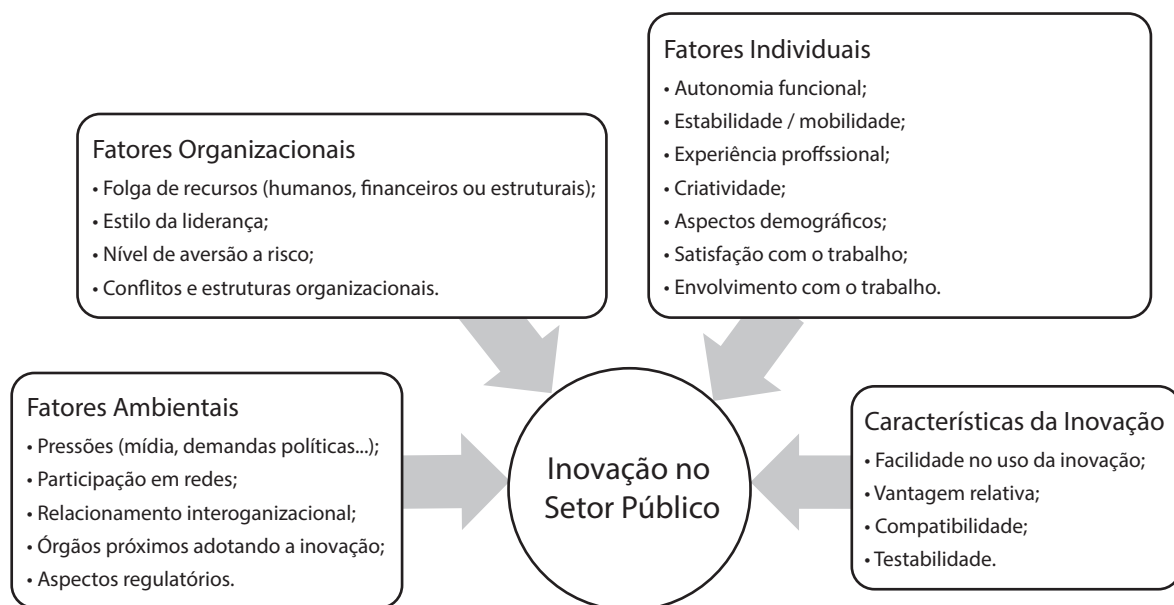 Fatores Organizacionais
• Folga de recursos (humanos, financeiros ou estruturais);
• Estilo da liderança;
• Nível de aversão a risco;
• Conflitos e estruturas organizacionais.
Fatores Individuais
• Autonomia funcional;
• Estabilidade / mobilidade;
• Experiência proffssional;
• Criatividade;
• Aspectos demográficos;
• Satisfação com o trabalho;
• Envolvimento com o trabalho.
Fatores Ambientais
• Pressões (mídia, demandas políticas...);
• Participação em redes;
• Relacionamento interoganizacional;
• Órgãos próximos adotando a inovação;
• Aspectos regulatórios.
Inovação no
Setor Público
Características da Inovação
• Facilidade no uso da inovação;
• Vantagem relativa;
• Compatibilidade;
• Testabilidade.